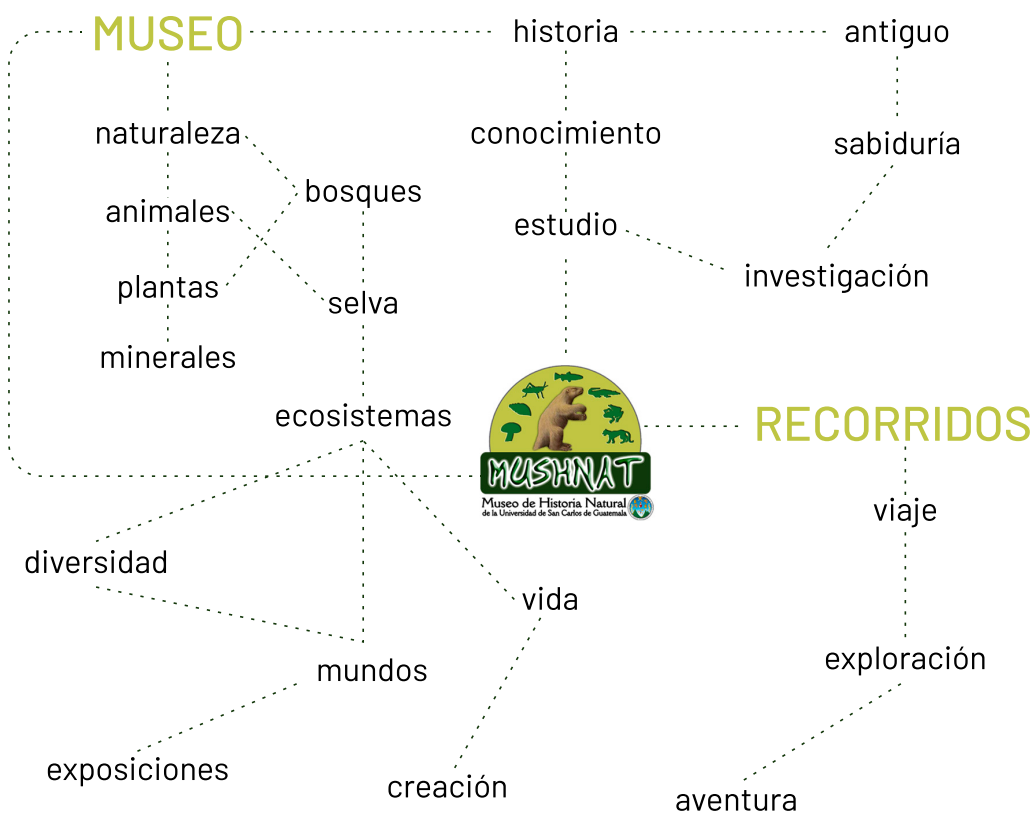 MUSEO
historia
antiguo
naturaleza
conocimiento
sabiduría
bosques
animales
estudio
investigación
plantas
selva
minerales
ecosistemas
RECORRIDOS
MUSHNAT
Museo de Historia Natural
de la Universidad de San Carlos de Guatemala
viaje
diversidad
vida
exploración
mundos
exposiciones
creación
aventura